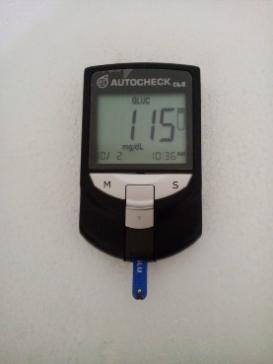 AUTOCHECK
GLUC
115
mg/dL
10/ 2 10:36
M S